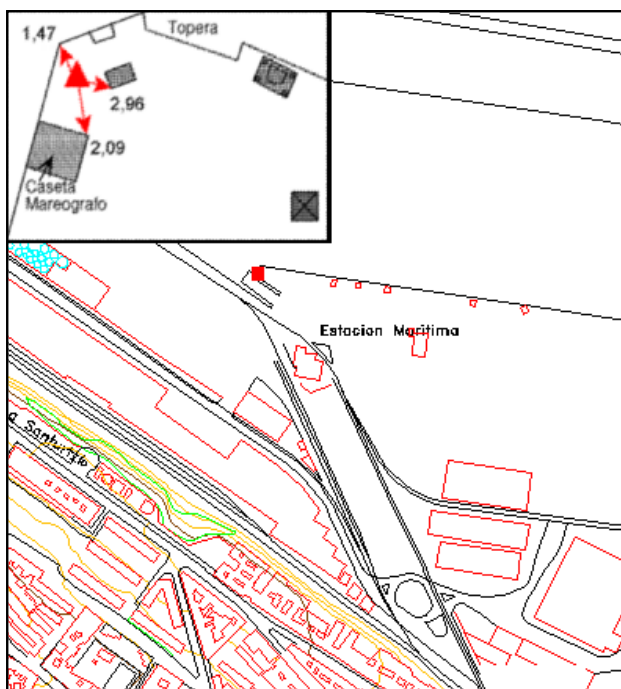 1,47
Topera
2,96
2,09
Caseta
Mareografo
Estacion Maritima
a Santurtzi